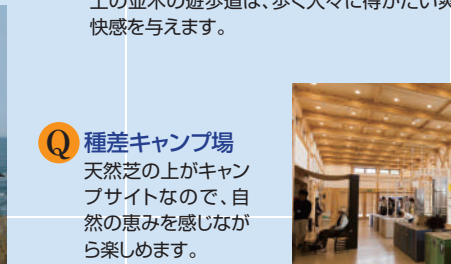 上の並木の遊歩道は、歩く人々に得がたい爽
快感を与えます。
Q 種差キャンプ場
天然芝の上がキャン
プサイトなので、自
然の恵みを感じなが
ら楽しめます。